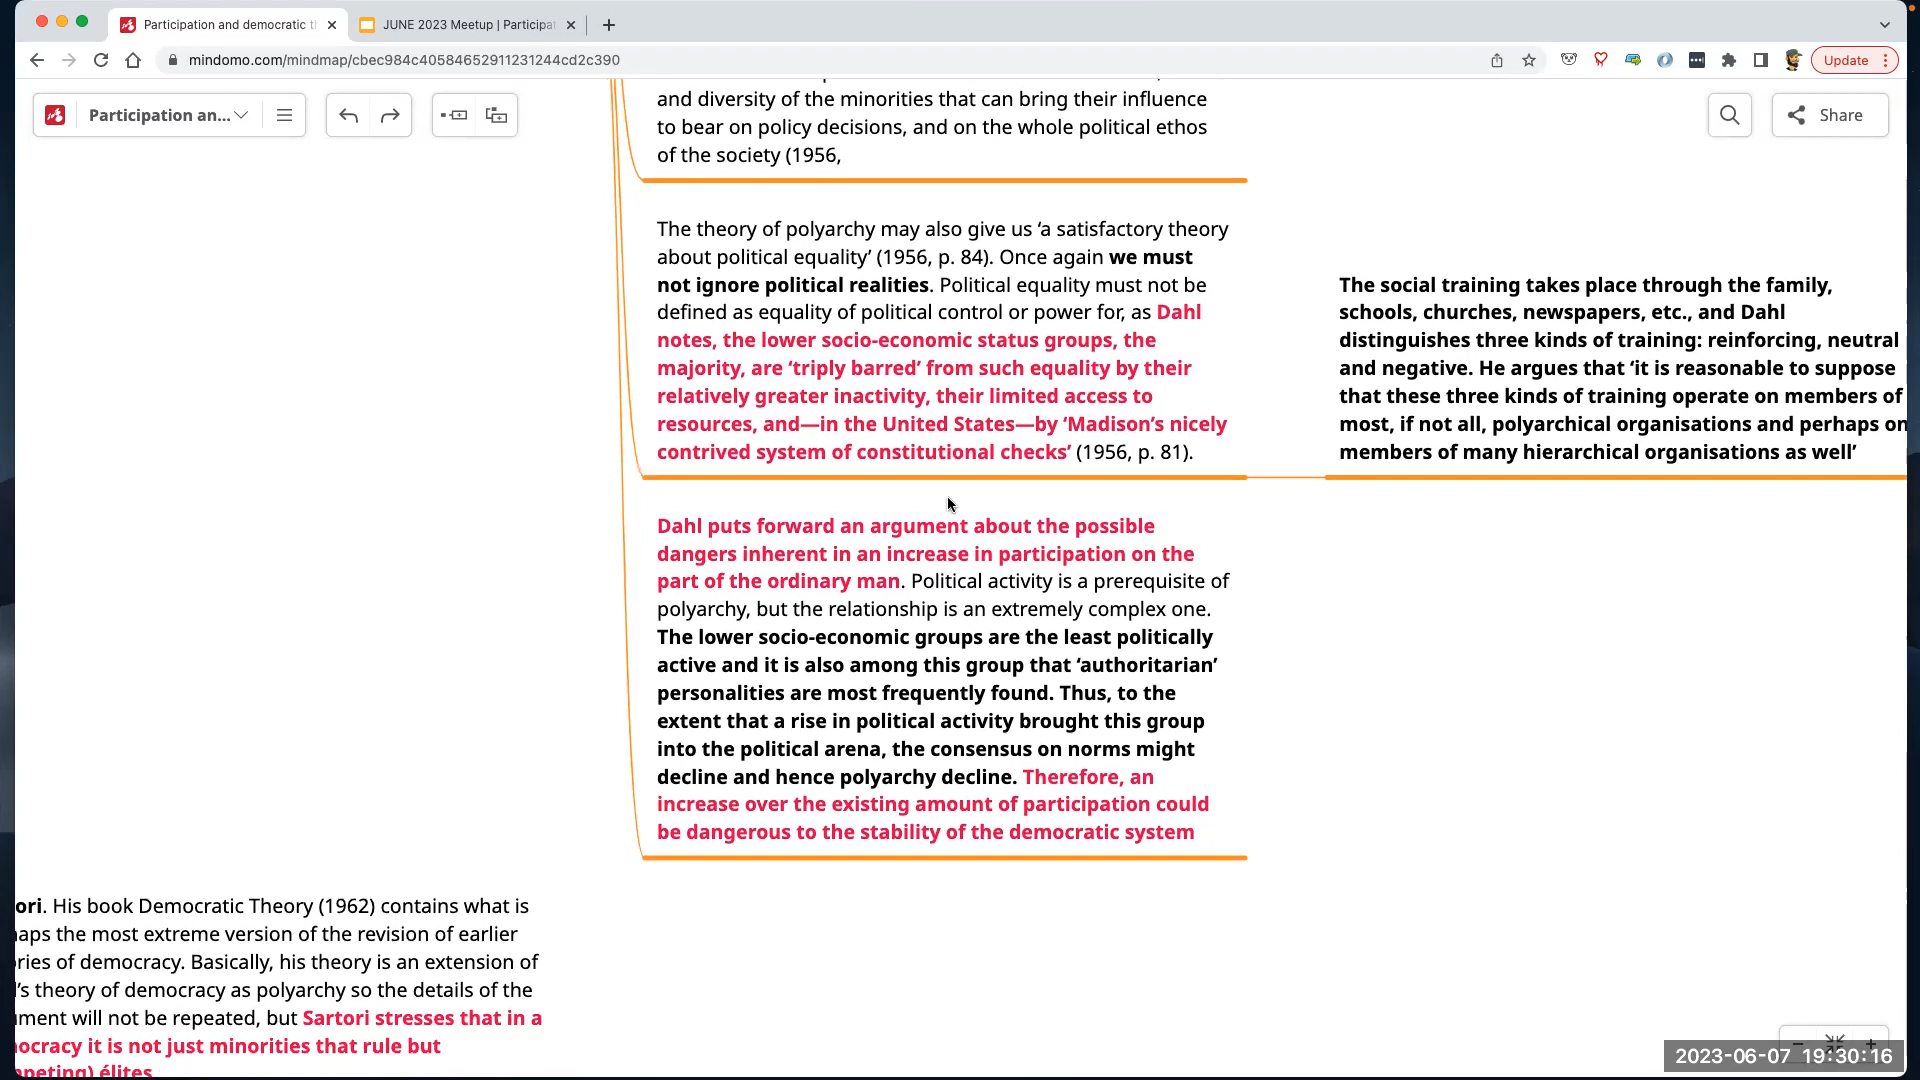 Participation and democratic t
JUNE 2023 Meetup | Participat
mindomo.com/mindmap/cbec984c40584652911231244cd2c390
Update
Participation an...
Share
and diversity of the minorities that can bring their influence
to bear on policy decisions, and on the whole political ethos
of the society (1956,
The theory of polyarchy may also give us ‘a satisfactory theory
about political equality’ (1956, p. 84). Once again we must
not ignore political realities. Political equality must not be
defined as equality of political control or power for, as Dahl
notes, the lower socio-economic status groups, the
majority, are ‘triply barred’ from such equality by their
relatively greater inactivity, their limited access to
resources, and—in the United States—by ‘Madison’s nicely
contrived system of constitutional checks’ (1956, p. 81).
The social training takes place through the family,
schools, churches, newspapers, etc., and Dahl
distinguishes three kinds of training: reinforcing, neutral
and negative. He argues that ‘it is reasonable to suppose
that these three kinds of training operate on members of
most, if not all, polyarchical organisations and perhaps on
members of many hierarchical organisations as well’
Dahl puts forward an argument about the possible
dangers inherent in an increase in participation on the
part of the ordinary man. Political activity is a prerequisite of
polyarchy, but the relationship is an extremely complex one.
The lower socio-economic groups are the least politically
active and it is also among this group that ‘authoritarian’
personalities are most frequently found. Thus, to the
extent that a rise in political activity brought this group
into the political arena, the consensus on norms might
decline and hence polyarchy decline. Therefore, an
increase over the existing amount of participation could
be dangerous to the stability of the democratic system
ori. His book Democratic Theory (1962) contains what is
aps the most extreme version of the revision of earlier
ries of democracy. Basically, his theory is an extension of
’s theory of democracy as polyarchy so the details of the
ment will not be repeated, but Sartori stresses that in a
ocracy it is not just minorities that rule but
peting) élites
2023-06-07 19:30:16